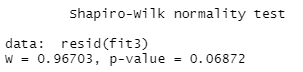 Shapiro-Wilk normality test
data:  resid(fit3)
W = 0.96703, p-value = 0.06872